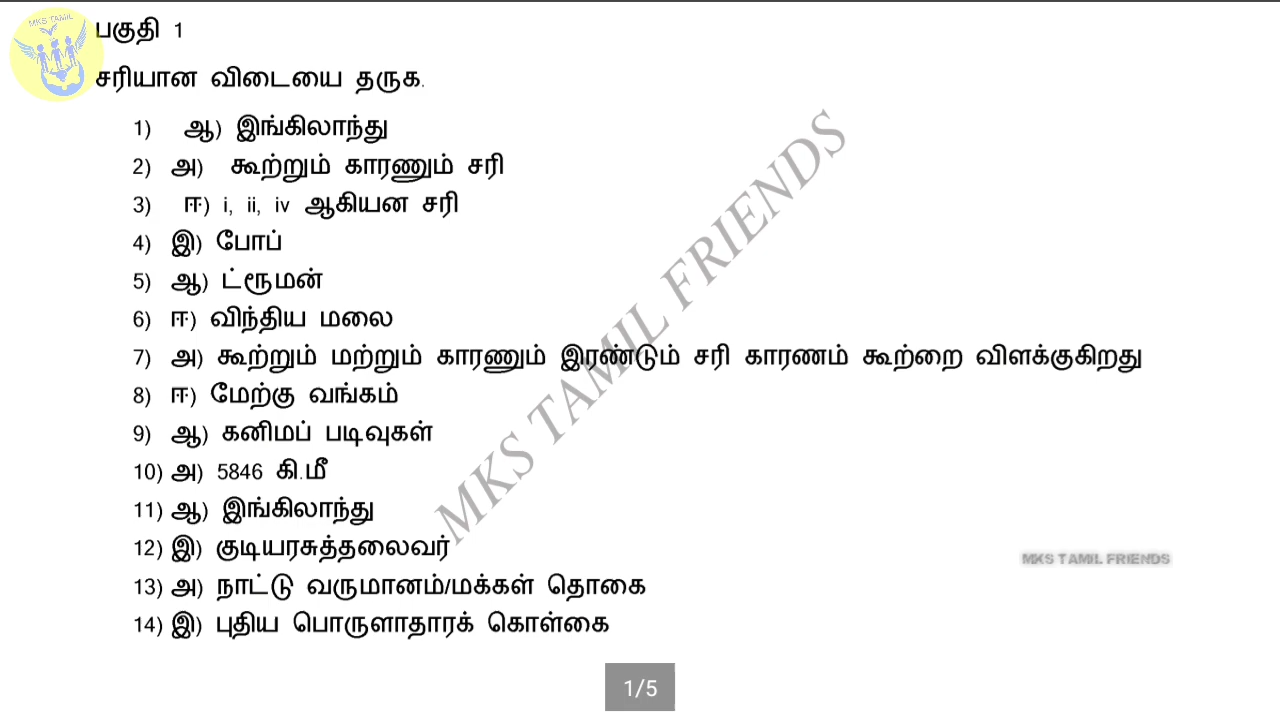 MKS TAMIL
பகுதி 1
சரியான விடையை தருக.
1) ஆ) இங்கிலாந்து
2) அ) கூற்றும் காரணும் சரி
3) ஈ) i, ii, iv ஆகியன சரி
4) இ) போப்
5) ஆ) ட்ரூமன்
6) ஈ) விந்திய மலை
7) அ) கூற்றும் மற்றும் காரணும் இரண்டும் சரி காரணம் கூற்றை விளக்குகிறது
8) ஈ) மேற்கு வங்கம்
9) ஆ) கனிமப் படிவுகள்
10) அ) 5846 கி.மீ
11) ஆ) இங்கிலாந்து
12) இ) குடியரசுத்தலைவர்
13) அ) நாட்டு வருமானம்/மக்கள் தொகை
14) இ) புதிய பொருளாதாரக் கொள்கை
MKS TAMIL FRIENDS
MKS TAMIL FRIENDS
1/5